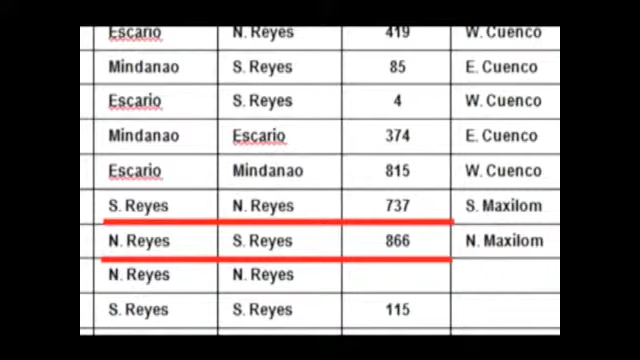 Escario N. Reyes 419 W. Cuenco
Mindanao S. Reyes 85 E. Cuenco
Escario S. Reyes 4 W. Cuenco
Mindanao Escario 374 E. Cuenco
Escario Mindanao 815 W. Cuenco
S. Reyes N. Reyes 737 S. Maxilom
N. Reyes S. Reyes 866 N. Maxilom
N. Reyes N. Reyes
S. Reyes S. Reyes 115